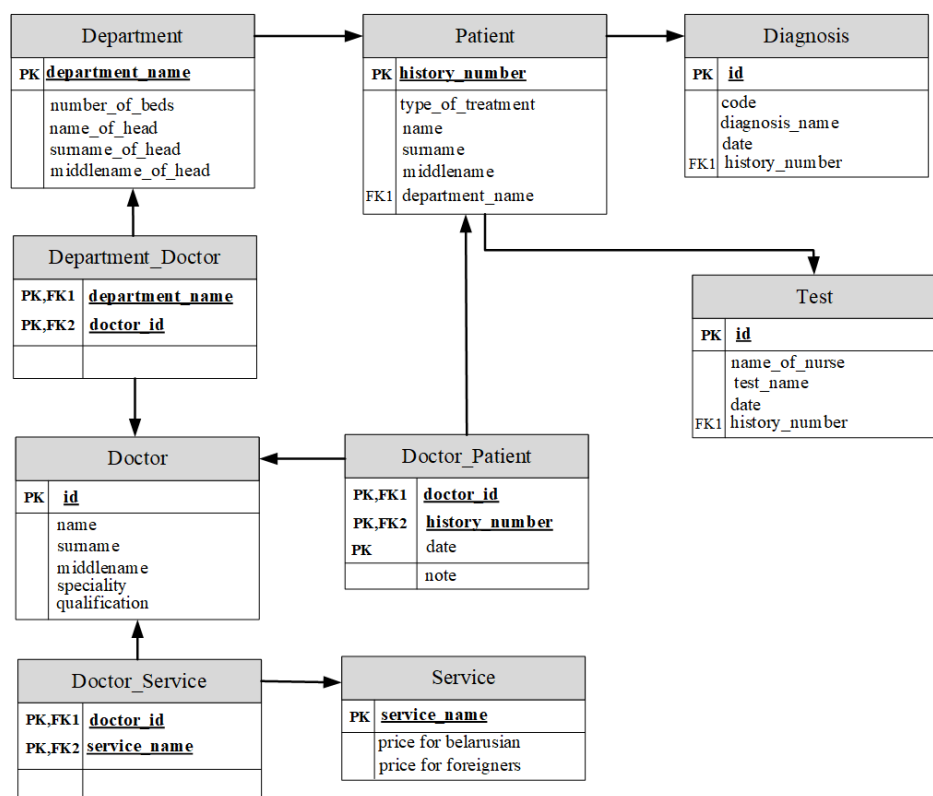 Department
PK department_name
number_of_beds
name_of_head
surname_of_head
middlename_of_head
Patient
PK history_number
type_of_treatment
name
surname
middlename
FK1 department_name
Diagnosis
PK id
code
diagnosis_name
date
FK1 history_number
Department_Doctor
PK,FK1 department_name
PK,FK2 doctor_id
Test
PK id
name_of_nurse
test_name
date
FK1 history_number
Doctor
PK id
name
surname
middlename
speciality
qualification
Doctor_Patient
PK,FK1 doctor_id
PK,FK2 history_number
PK date
note
Doctor_Service
PK,FK1 doctor_id
PK,FK2 service_name
Service
PK service_name
price for belarusian
price for foreigners